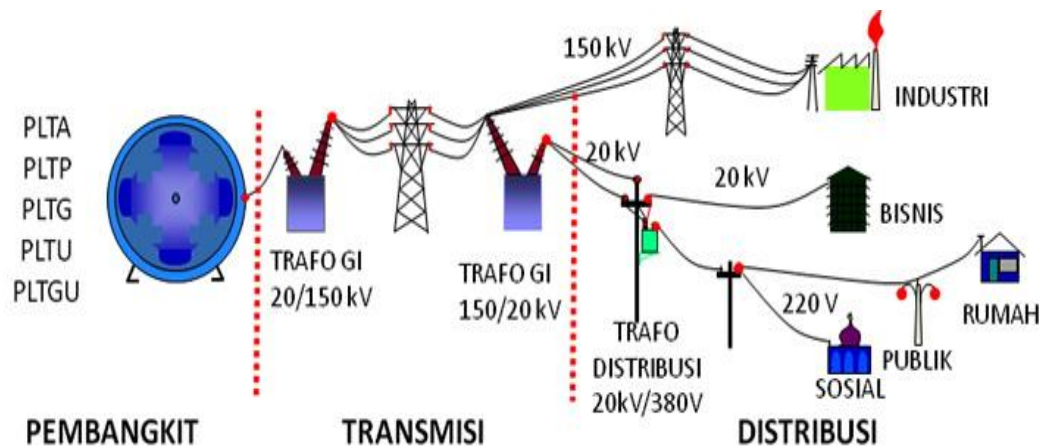 PLTA
PLTP
PLTG
PLTU
PLTGU
TRAFO GI
20/150 kV
TRAFO GI
150/20 kV
150 kV
INDUSTRI
20 kV
20 kV
BISNIS
TRAFO
DISTRIBUSI
20kV/380V
220 V
RUMAH
PUBLIK
SOSIAL
PEMBANGKIT
TRANSMISI
DISTRIBUSI